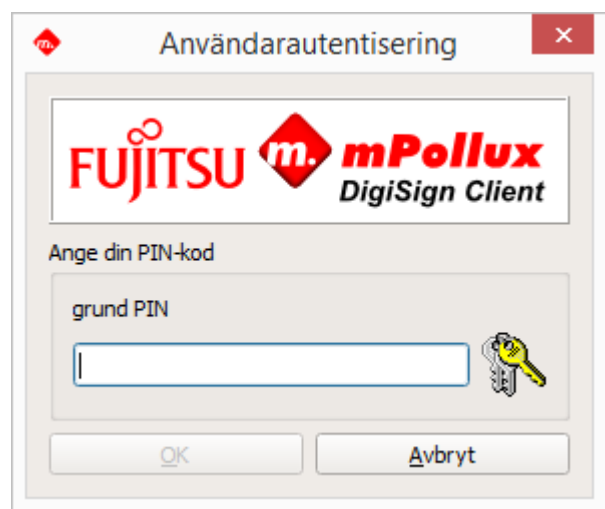 m.
Användarautentisering
FUJITSU m. mPollux
DigiSign Client
Ange din PIN-kod
grund PIN
OK
Avbryt